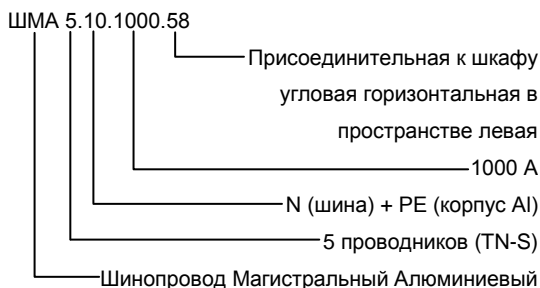 ШМА 5.10.1000.58
Присоединительная к шкафу
угловая горизонтальная в
пространстве левая
1000 А
N (шина) + PE (корпус Al)
5 проводников (TN-S)
Шинопровод Магистральный Алюминиевый